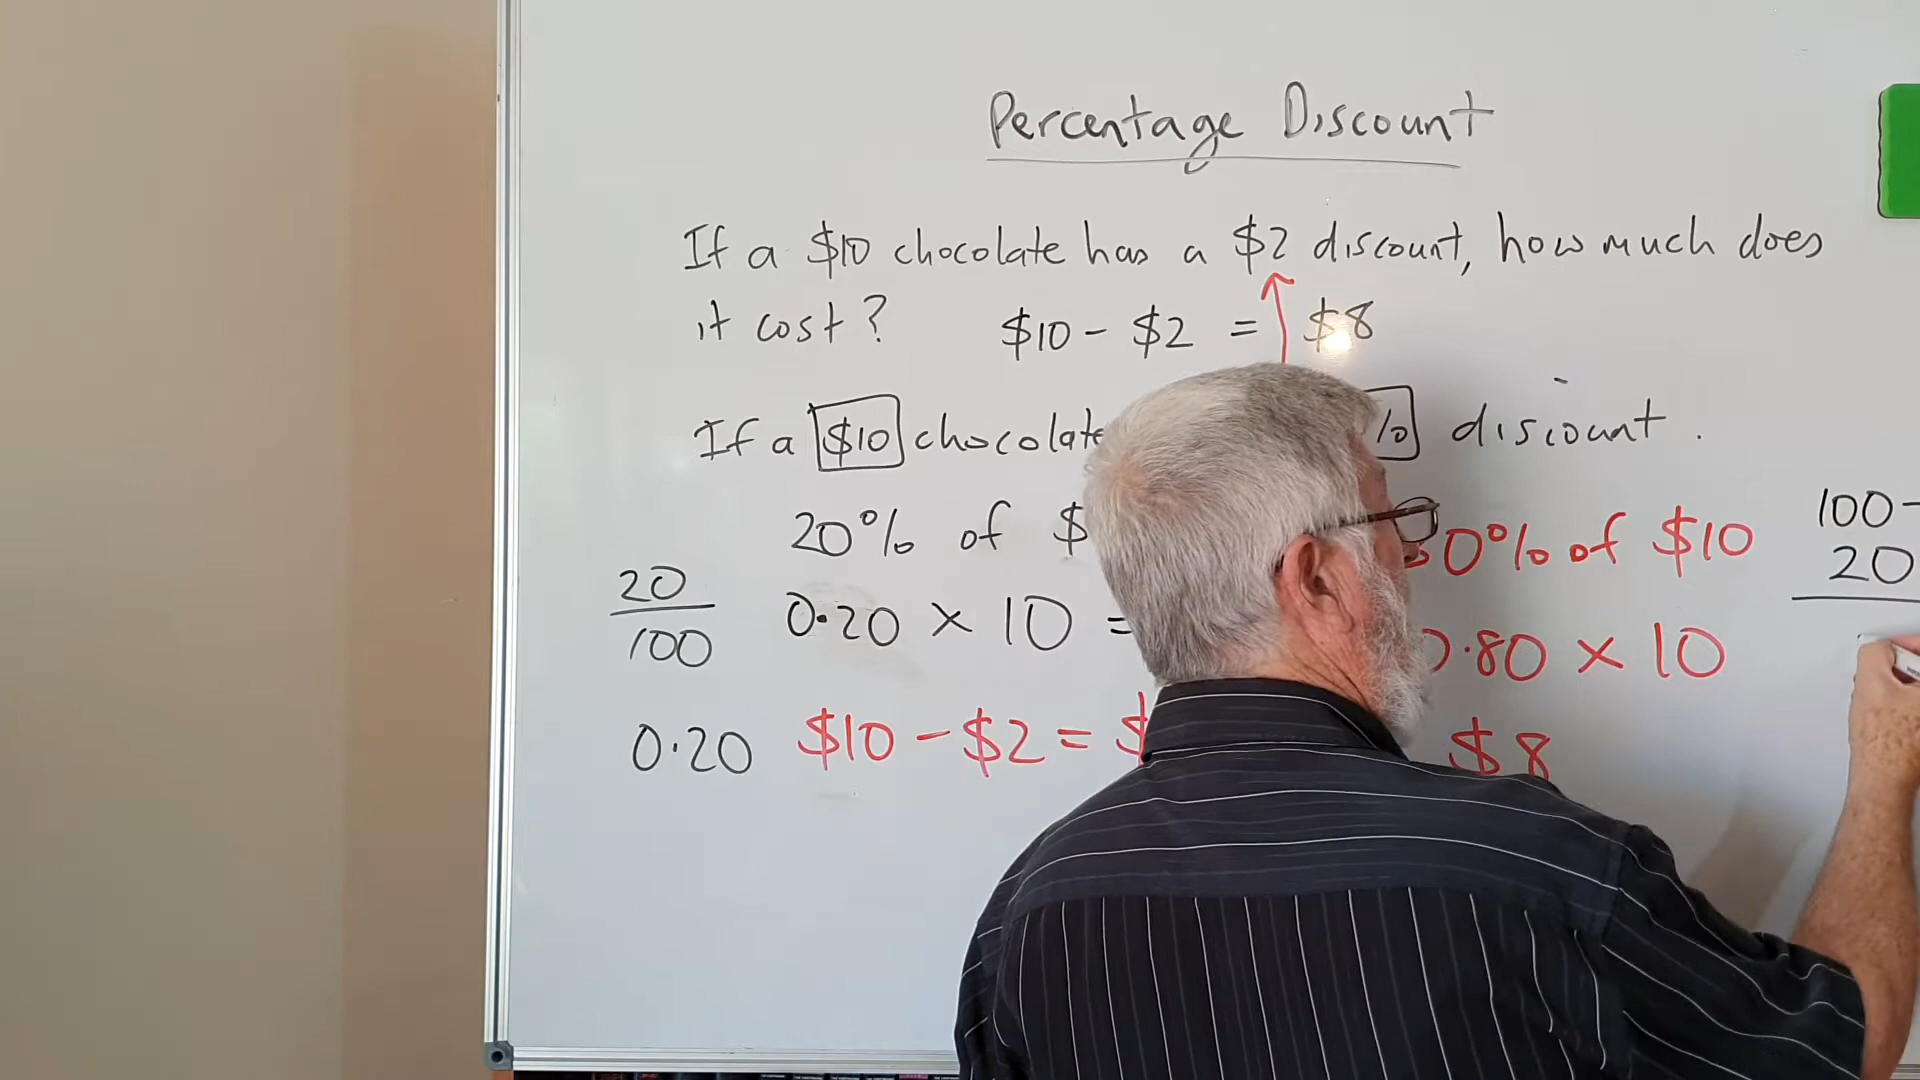 Percentage Discount
If a $10 chocolate has a $2 discount, how much does
it cost? $10 - $2 = $8
If a $10 chocolate % discount.
20% of $ 0% of $10
100 -
20
20
100
0.20 × 10 = 0.80 × 10
0.20 $10 - $2 = $ $8